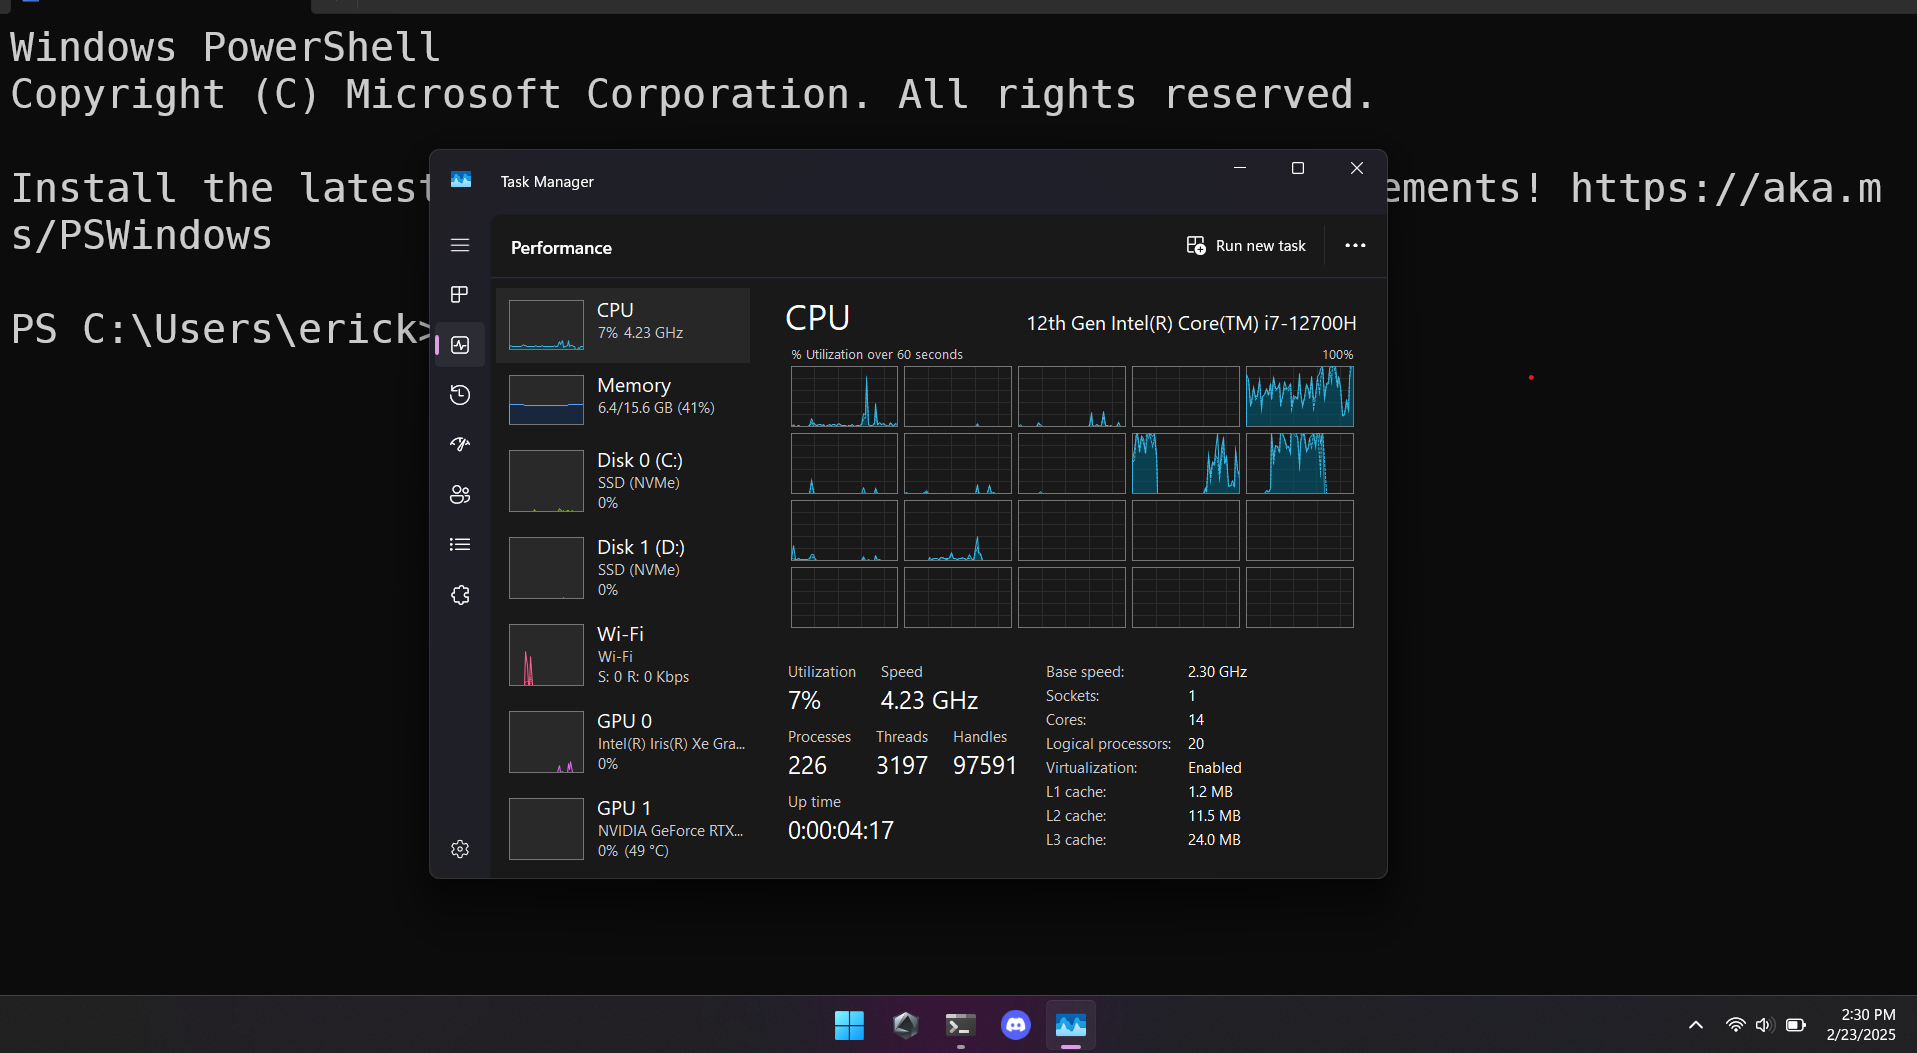 Windows PowerShell
Copyright (C) Microsoft Corporation. All rights reserved.
Install the latest
ements! https://aka.m
s/PSWindows
PS C:\Users\erick>
Task Manager
Performance
Run new task
CPU
7% 4.23 GHz
Memory
6.4/15.6 GB (41%)
Disk 0 (C:)
SSD (NVMe)
0%
Disk 1 (D:)
SSD (NVMe)
0%
Wi-Fi
Wi-Fi
S: 0 R: 0 Kbps
GPU 0
Intel(R) Iris(R) Xe Gra...
0%
GPU 1
NVIDIA GeForce RTX...
0% (49 °C)
CPU
12th Gen Intel(R) Core(TM) i7-12700H
% Utilization over 60 seconds
100%
Utilization
7%
Speed
4.23 GHz
Processes
226
Threads
3197
Handles
97591
Up time
0:00:04:17
Base speed: 2.30 GHz
Sockets: 1
Cores: 14
Logical processors: 20
Virtualization: Enabled
L1 cache: 1.2 MB
L2 cache: 11.5 MB
L3 cache: 24.0 MB
2:30 PM
2/23/2025